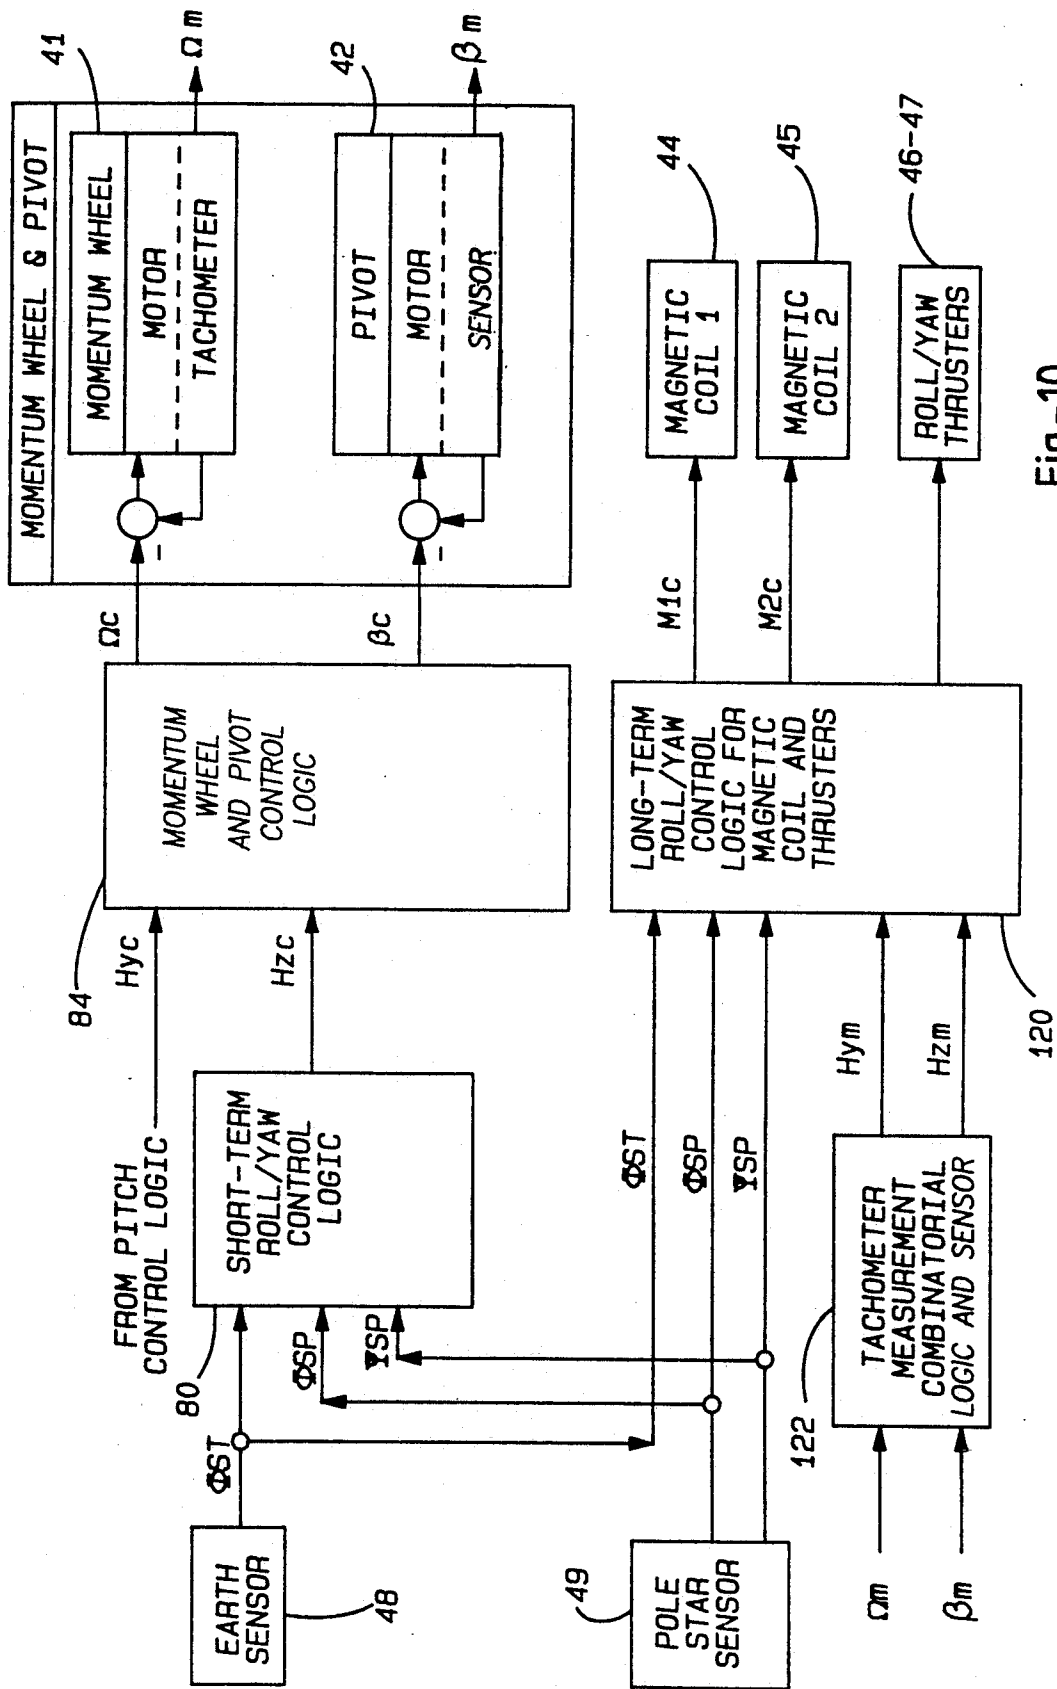 MOMENTUM WHEEL & PIVOT
41
MOMENTUM WHEEL
MOTOR
TACHOMETER
Ωm
Ωc
-
42
PIVOT
MOTOR
SENSOR
βm
βc
-
84
MOMENTUM
WHEEL
AND PIVOT
CONTROL
LOGIC
Hyc
Hzc
FROM PITCH
CONTROL LOGIC
80
SHORT-TERM
ROLL/YAW
CONTROL
LOGIC
ΦST
ΦSP
ΨSP
EARTH
SENSOR
48
44
MAGNETIC
COIL 1
45
MAGNETIC
COIL 2
46-47
ROLL/YAW
THRUSTERS
M1c
M2c
LONG-TERM
ROLL/YAW
CONTROL
LOGIC FOR
MAGNETIC
COIL AND
THRUSTERS
120
ΦST
ΦSP
ΨSP
Hym
Hzm
49
POLE
STAR
SENSOR
122
TACHOMETER
MEASUREMENT
COMBINATORIAL
LOGIC AND SENSOR
Ωm
βm
Fig-10